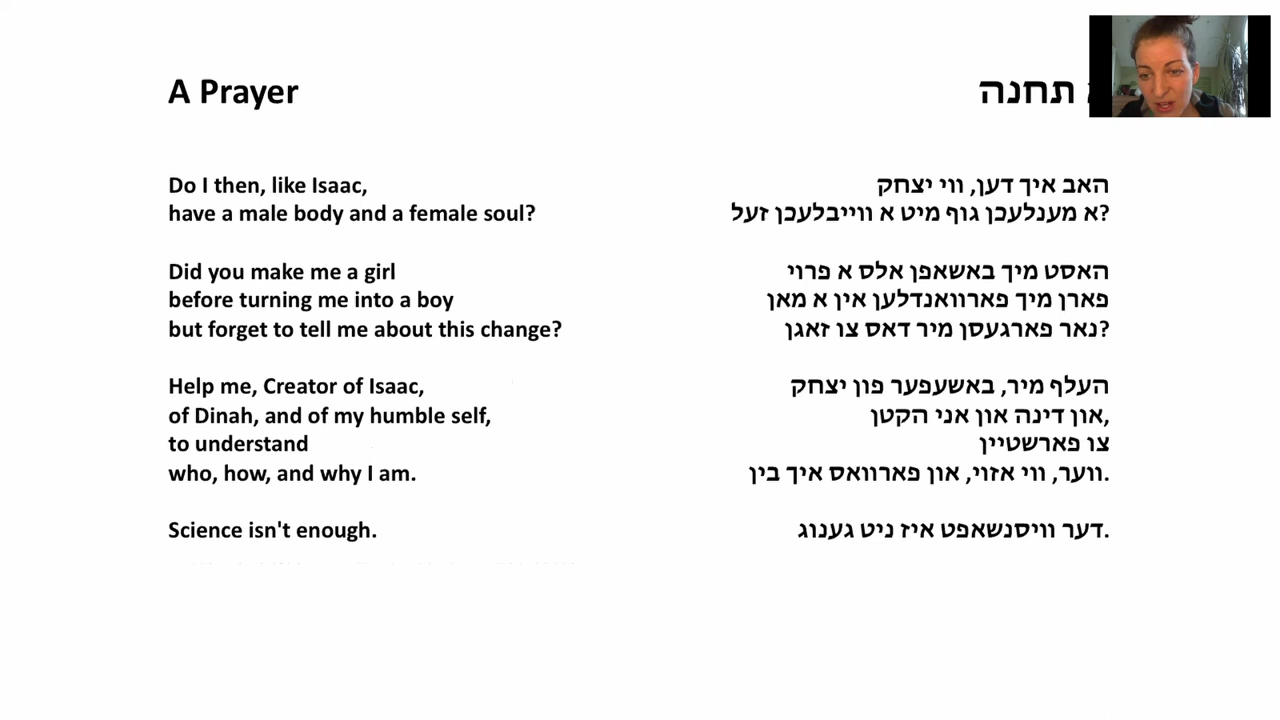 A Prayer
Do I then, like Isaac,
have a male body and a female soul?
Did you make me a girl
before turning me into a boy
but forget to tell me about this change?
Help me, Creator of Isaac,
of Dinah, and of my humble self,
to understand
who, how, and why I am.
Science isn't enough.
תחנה
האב איך דען, ווי יצחק
א מענלעכן גוף מיט א ווייבלעכן זעל?
האסט מיך באשאפן אלס א פרוי
פארן מיך פארוואנדלען אין א מאן
נאר פארגעסן מיר דאס צו זאגן?
העלף מיר, באשעפער פון יצחק
און דינה און אני הקטן,
צו פארשטיין
ווער, ווי אזוי, און פארוואס איך בין.
דער וויסנשאפט איז ניט גענוג.